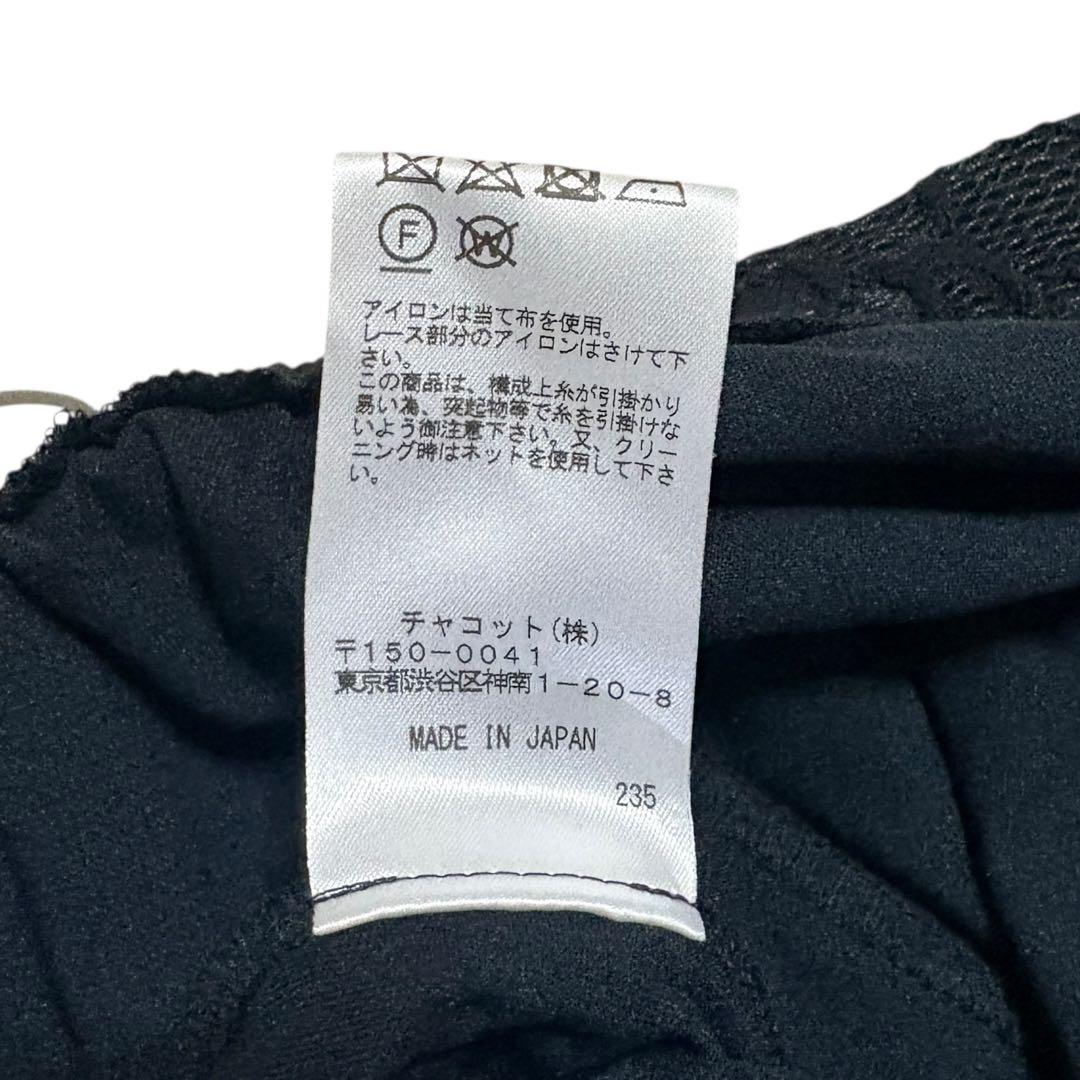 F W
アイロンは当て布を使用。
レース部分のアイロンはさけて下
さい。
この商品は、構成上糸が引掛かり
易い為、突起物等で糸を引掛けな
いよう御注意下さい。又、クリー
ニング時はネットを使用して下さ
い。
チャコット(株)
〒150-0041
東京都渋谷区神南1-20-8
MADE IN JAPAN
235